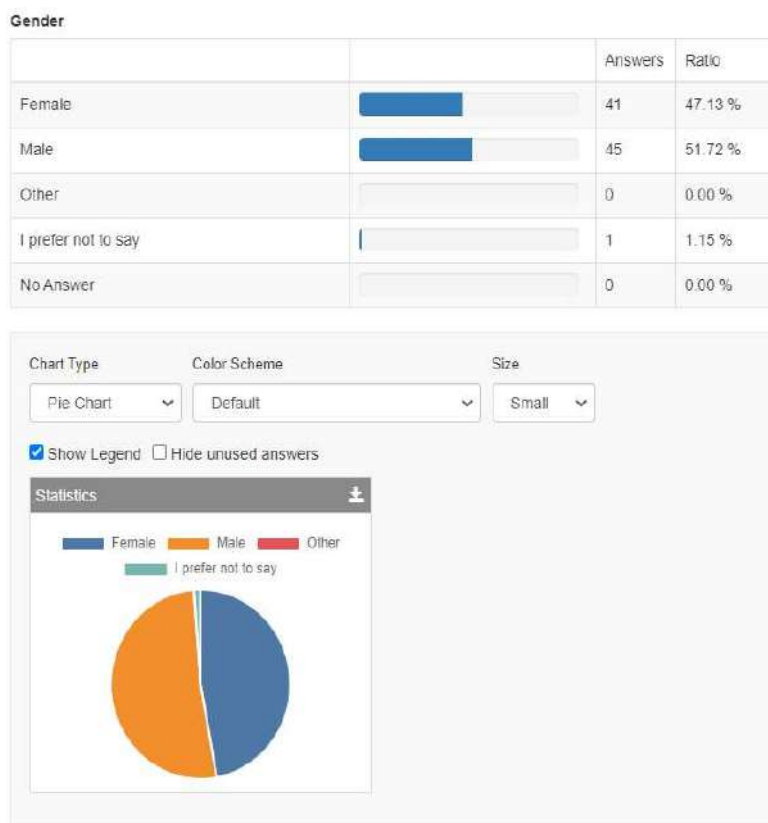 Gender
Answers Ratio
Female 41 47.13 %
Male 45 51.72 %
Other 0 0.00 %
I prefer not to say 1 1.15 %
No Answer 0 0.00 %
Chart Type Color Scheme Size
Pie Chart Default Small
Show Legend Hide unused answers
Statistics
Female Male Other
I prefer not to say